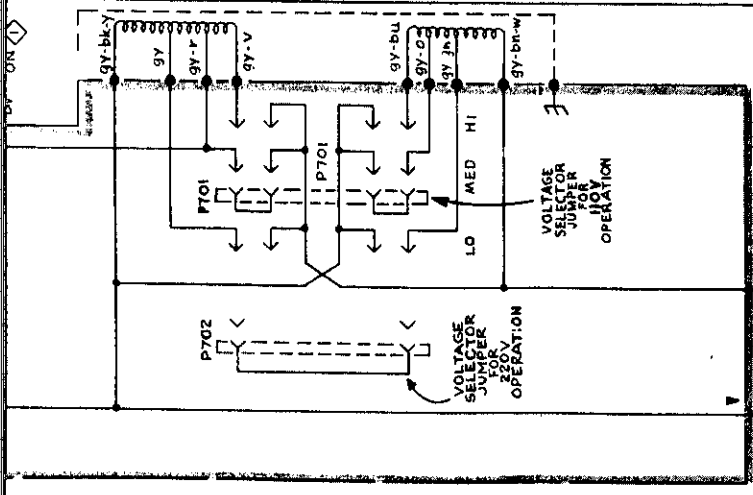 ON 1
gy-bk-y
gy
gy-r
gy-v
gy-bu
gy-o
gy
gy-bn-w
P701
P701
HI
MED
LO
VOLTAGE
SELECTOR
JUMPER
FOR
110V
OPERATION
P702
VOLTAGE
SELECTOR
JUMPER
FOR
220V
OPERATION